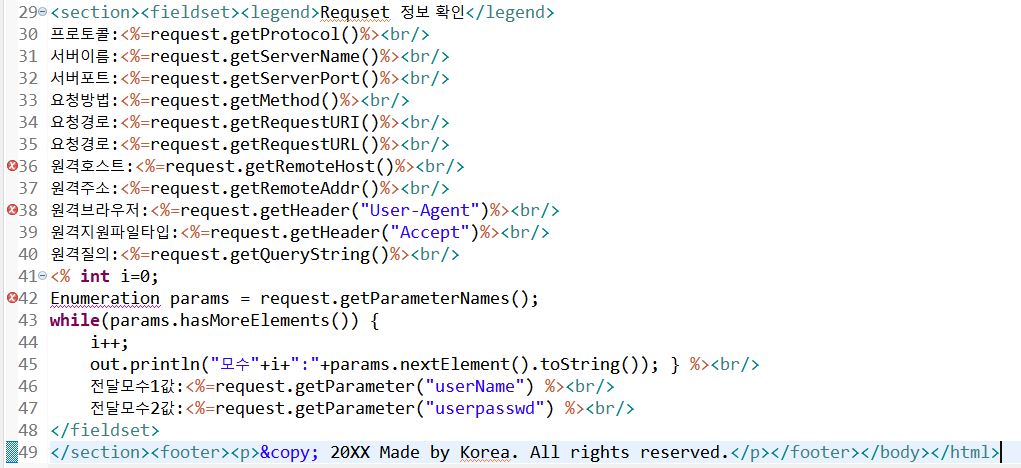 29 <section><fieldset><legend>Requset 정보 확인</legend>
30 프로토콜:<%=request.getProtocol()%><br/>
31 서버이름:<%=request.getServerName()%><br/>
32 서버포트:<%=request.getServerPort()%><br/>
33 요청방법:<%=request.getMethod()%><br/>
34 요청경로:<%=request.getRequestURI()%><br/>
35 요청경로:<%=request.getRequestURL()%><br/>
36 원격호스트:<%=request.getRemoteHost()%><br/>
37 원격주소:<%=request.getRemoteAddr()%><br/>
38 원격브라우저:<%=request.getHeader("User-Agent")%><br/>
39 원격지원파일타입:<%=request.getHeader("Accept")%><br/>
40 원격질의:<%=request.getQueryString()%><br/>
41 <% int i=0;
42 Enumeration params = request.getParameterNames();
43 while(params.hasMoreElements()) {
44 i++;
45 out.println("모수"+i+":"+params.nextElement().toString()); } %><br/>
46 전달모수1값:<%=request.getParameter("userName") %><br/>
47 전달모수2값:<%=request.getParameter("userpasswd") %><br/>
48 </fieldset>
49 </section><footer><p>&copy; 20XX Made by Korea. All rights reserved.</p></footer></body></html>